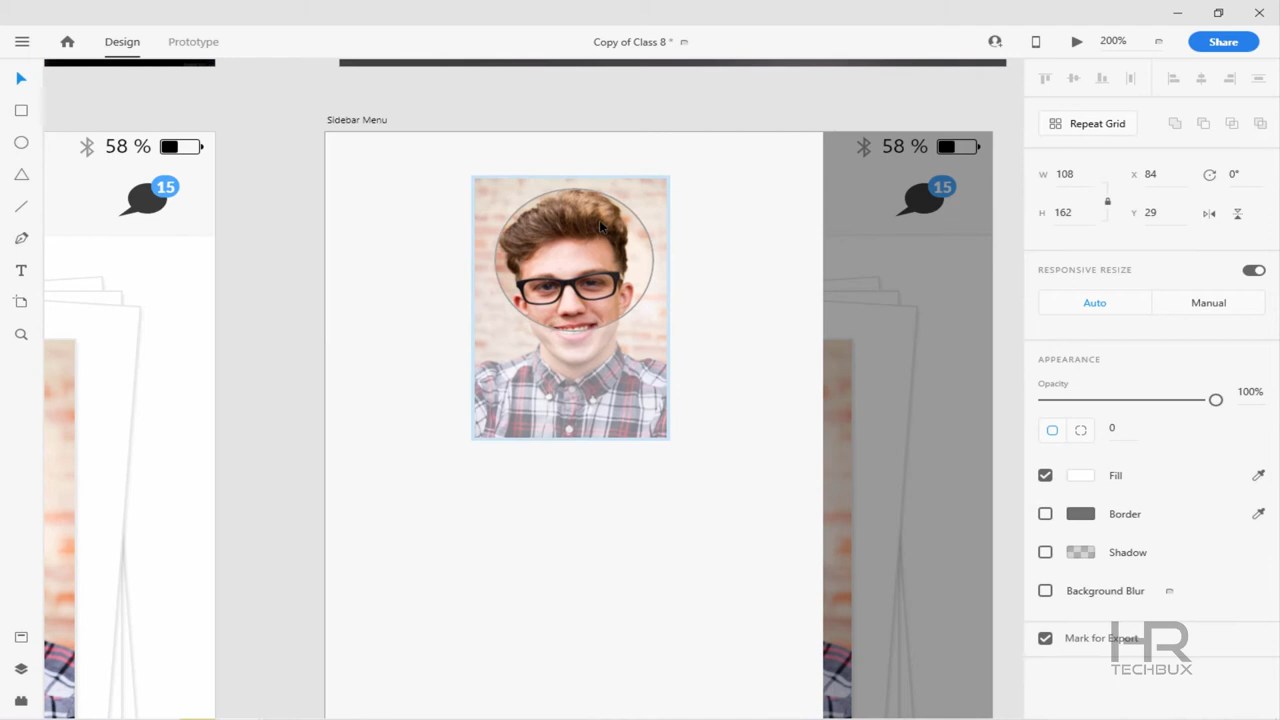 Design
Prototype
Copy of Class 8 *
200%
Share
Sidebar Menu
58 %
15
58 %
15
Repeat Grid
W 108
X 84
0°
H 162
Y 29
RESPONSIVE RESIZE
Auto
Manual
APPEARANCE
Opacity
100%
0
Fill
Border
Shadow
Background Blur
Mark for Export
HR
TECHBUX
T